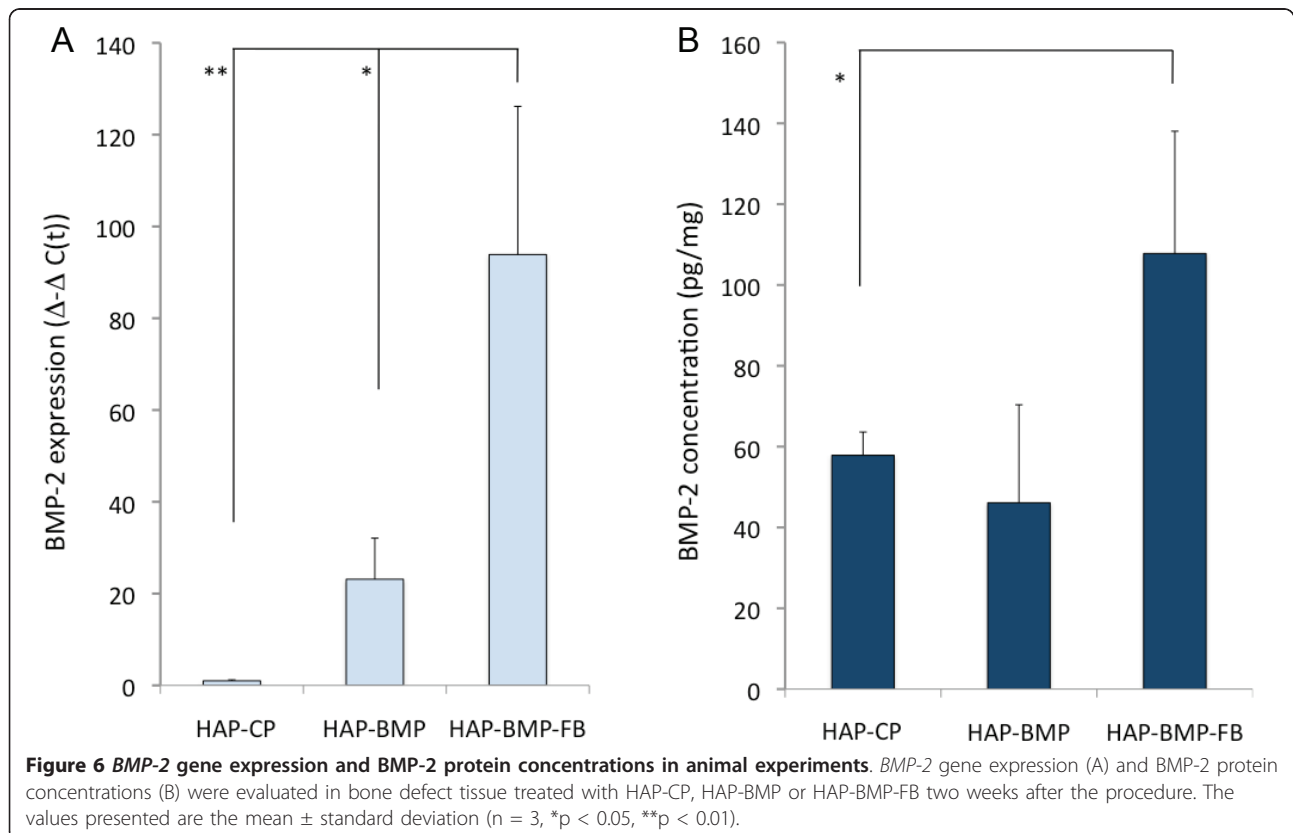 A
BMP-2 expression (Δ-Δ C(t))
140
120
100
80
60
40
20
0
**
*
HAP-CP HAP-BMP HAP-BMP-FB
B
BMP-2 concentration (pg/mg)
160
140
120
100
80
60
40
20
0
*
HAP-CP HAP-BMP HAP-BMP-FB
Figure 6 BMP-2 gene expression and BMP-2 protein concentrations in animal experiments. BMP-2 gene expression (A) and BMP-2 protein
concentrations (B) were evaluated in bone defect tissue treated with HAP-CP, HAP-BMP or HAP-BMP-FB two weeks after the procedure. The
values presented are the mean ± standard deviation (n = 3, *p < 0.05, **p < 0.01).